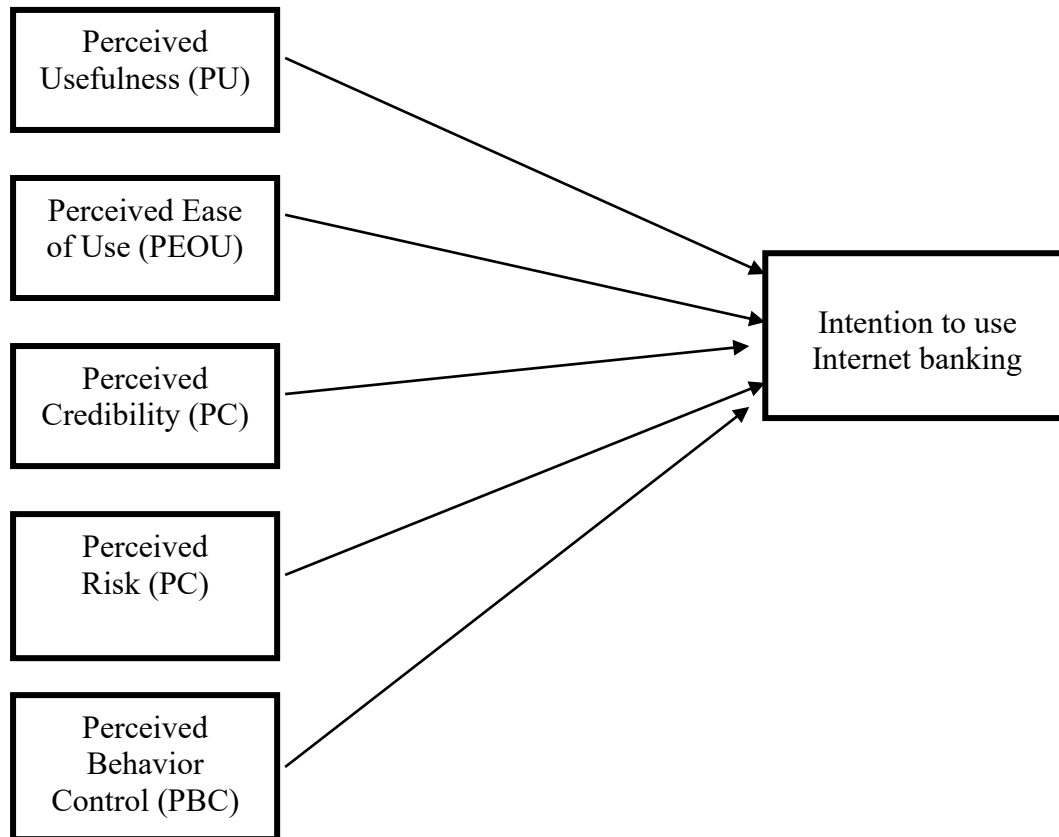 Perceived
Usefulness (PU)
Perceived Ease
of Use (PEOU)
Intention to use
Internet banking
Perceived
Credibility (PC)
Perceived
Risk (PC)
Perceived
Behavior
Control (PBC)